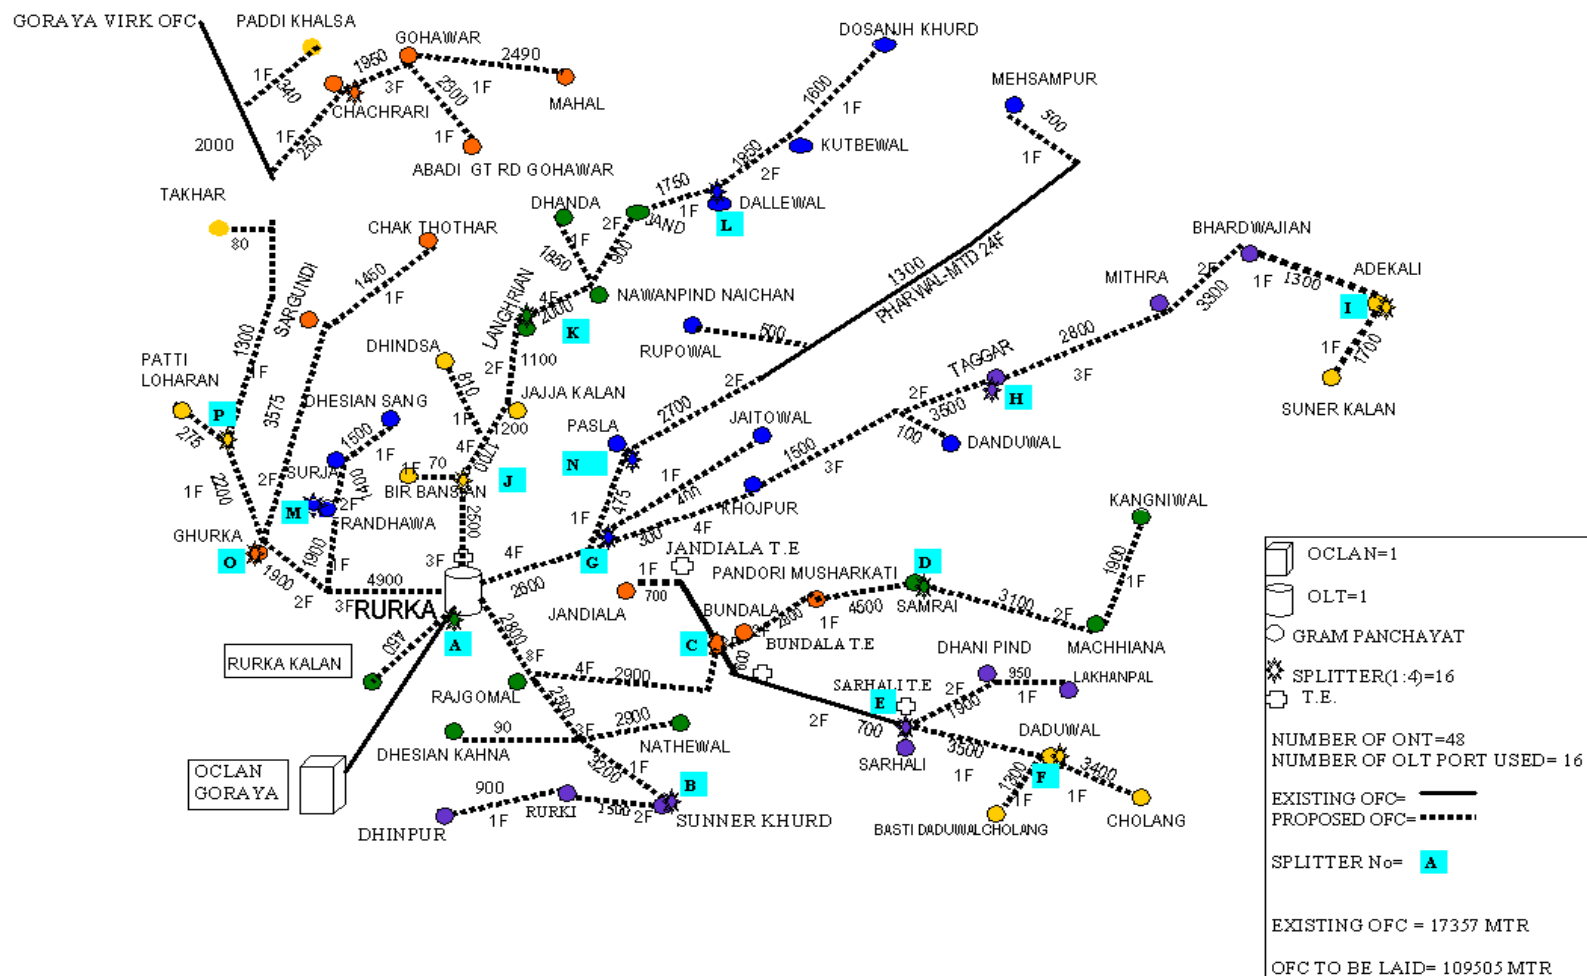 GORAYA VIRK OFC
PADDI KHALSA
1F
340
2000
1F
250
CHACHRARI
1950
3F
GOHAWAR
2490
1F
MAHAL
2300
1F
ABADI GT RD GOHAWAR
DOSANJH KHURD
1600
1F
KUTBEWAL
1850
2F
DALLEWAL
L
1750
1F
JAND
2F
900
DHANDA
1F
1850
NAWANPIND NAICHAN
4F
2000
K
LANGHRIAN
2F
1100
JAJJA KALAN
1200
4F
1700
DHINDSA
810
1F
J
1F
70
BIR BANSIAN
2500
3F
MEHSAMPUR
500
1F
1300
PHARWAL-MTD 24F
RUPOWAL
500
2F
2700
PASLA
N
475
1F
JAITOWAL
1F
400
KHOJPUR
300
4F
1500
3F
G
4F
2600
2F
3500
100
DANDUWAL
TAGGAR
H
2800
3F
MITHRA
2F
3300
BHARDWAJIAN
1F
1300
ADEKALI
I
1F
1700
SUNER KALAN
TAKHAR
80
1300
1F
PATTI
LOHARAN
P
275
2200
1F
CHAK THOTHAR
1450
1F
SARGUNDI
3575
2F
DHESIAN SANG
1500
1F
SURJA
1400
2F
M
RANDHAWA
1900
1F
GHURKA
O
1900
2F
3F
4900
RURKA
A
450
RURKA KALAN
OCLAN
GORAYA
2800
8F
4F
2900
RAJGOMAL
2500
3F
2900
NATHEWAL
DHESIAN KAHNA
90
3200
1F
B
SUNNER KHURD
1500
2F
RURKI
900
1F
DHINPUR
JANDIALA T.E
1F
700
JANDIALA
BUNDALA
C
BUNDALA T.E
2800
1F
PANDORI MUSHARKATI
4500
D
SAMRAI
3100
2F
MACHHIANA
1900
1F
KANGNIWAL
2F
700
SARHALI T.E
E
SARHALI
2F
1900
DHANI PIND
950
1F
LAKHANPAL
3500
1F
DADUWAL
F
1300
1F
BASTI DADUWALCHOLANG
3400
1F
CHOLANG
OCLAN=1
OLT=1
GRAM PANCHAYAT
SPLITTER(1:4)=16
T.E.
NUMBER OF ONT=48
NUMBER OF OLT PORT USED= 16
EXISTING OFC=
PROPOSED OFC=
SPLITTER No= A
EXISTING OFC = 17357 MTR
OFC TO BE LAID= 109505 MTR